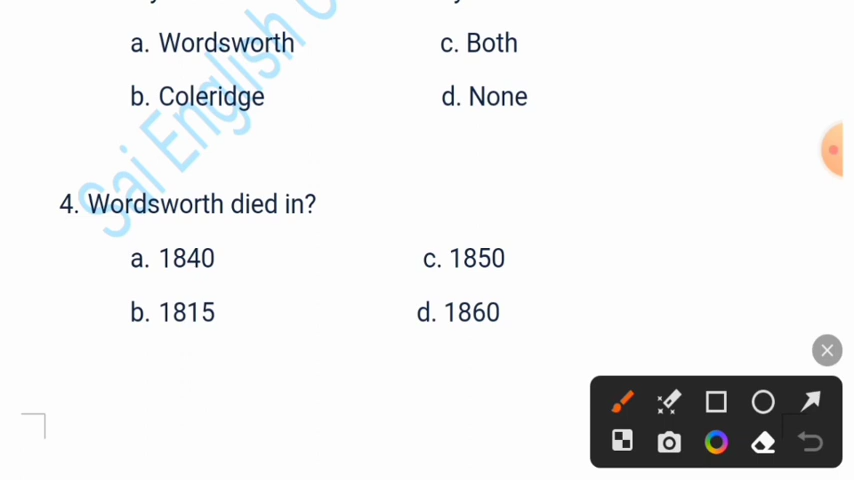 a. Wordsworth c. Both
b. Coleridge d. None
Sai English
4. Wordsworth died in?
a. 1840 c. 1850
b. 1815 d. 1860